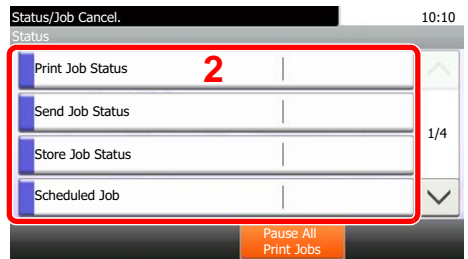 Status/Job Cancel. 10:10
Status
Print Job Status 2
Send Job Status
1/4
Store Job Status
Scheduled Job
Pause All
Print Jobs